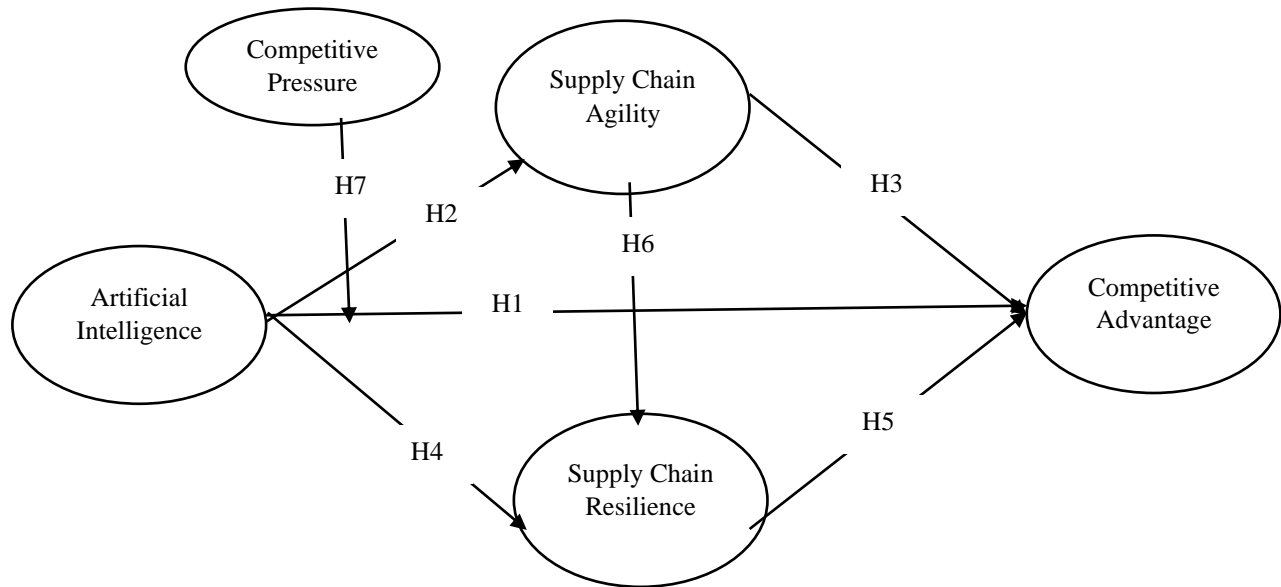 Competitive
Pressure
Supply Chain
Agility
H7
H3
H2
H6
Artificial
Intelligence
H1
Competitive
Advantage
H4
H5
Supply Chain
Resilience